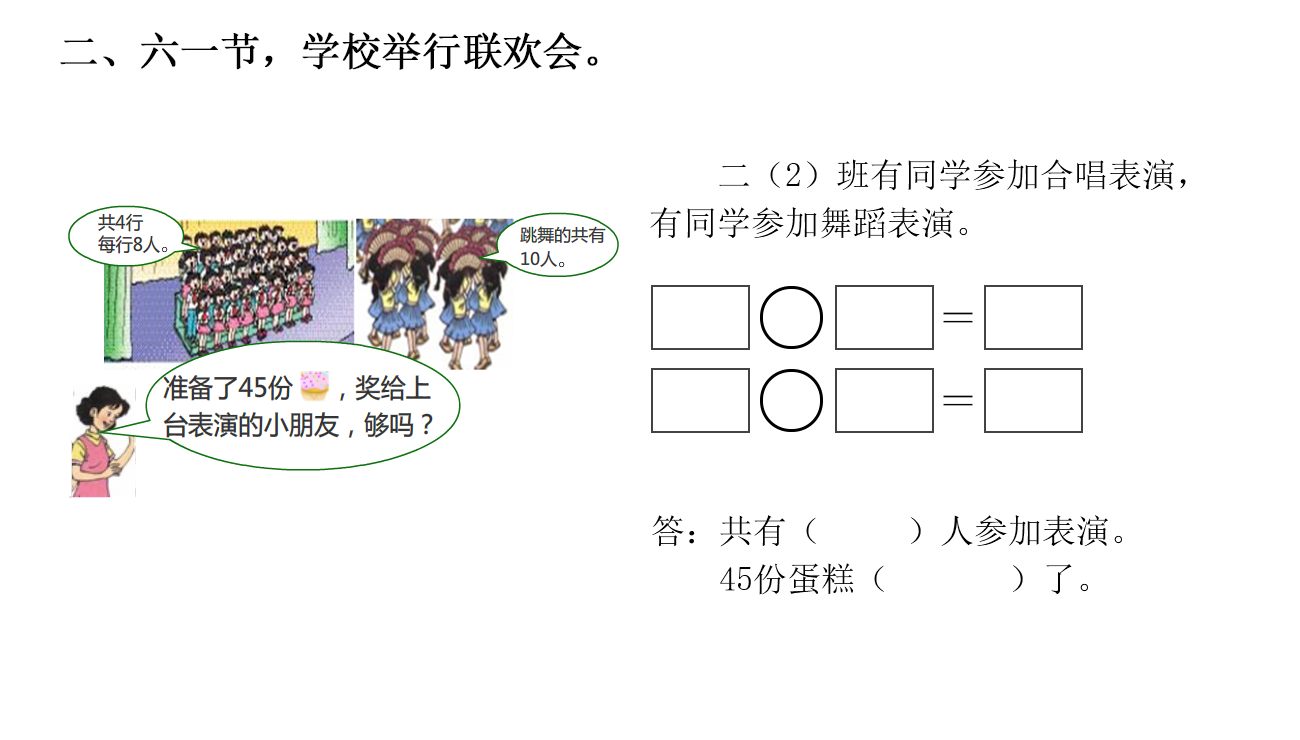 二、六一节，学校举行联欢会。
共4行
每行8人。
跳舞的共有
10人。
准备了45份 ，奖给上
台表演的小朋友，够吗？
二（2）班有同学参加合唱表演，
有同学参加舞蹈表演。
＝
＝
答：共有（ ）人参加表演。
45份蛋糕（ ）了。